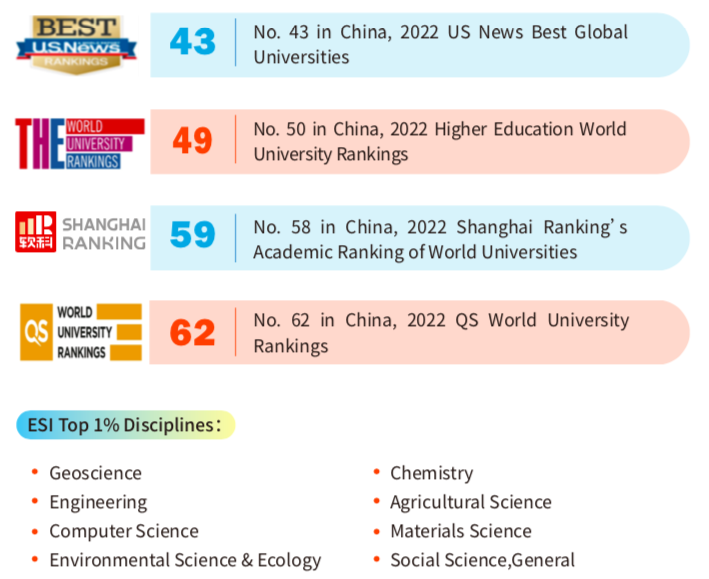 BEST
U.S.News
RANKINGS
43
No. 43 in China, 2022 US News Best Global
Universities
THE WORLD
UNIVERSITY
RANKINGS
49
No. 50 in China, 2022 Higher Education World
University Rankings
软科
SHANGHAI
RANKING
59
No. 58 in China, 2022 Shanghai Ranking's
Academic Ranking of World Universities
QS
WORLD
UNIVERSITY
RANKINGS
62
No. 62 in China, 2022 QS World University
Rankings
ESI Top 1% Disciplines:
• Geoscience
• Engineering
• Computer Science
• Environmental Science & Ecology
• Chemistry
• Agricultural Science
• Materials Science
• Social Science,General